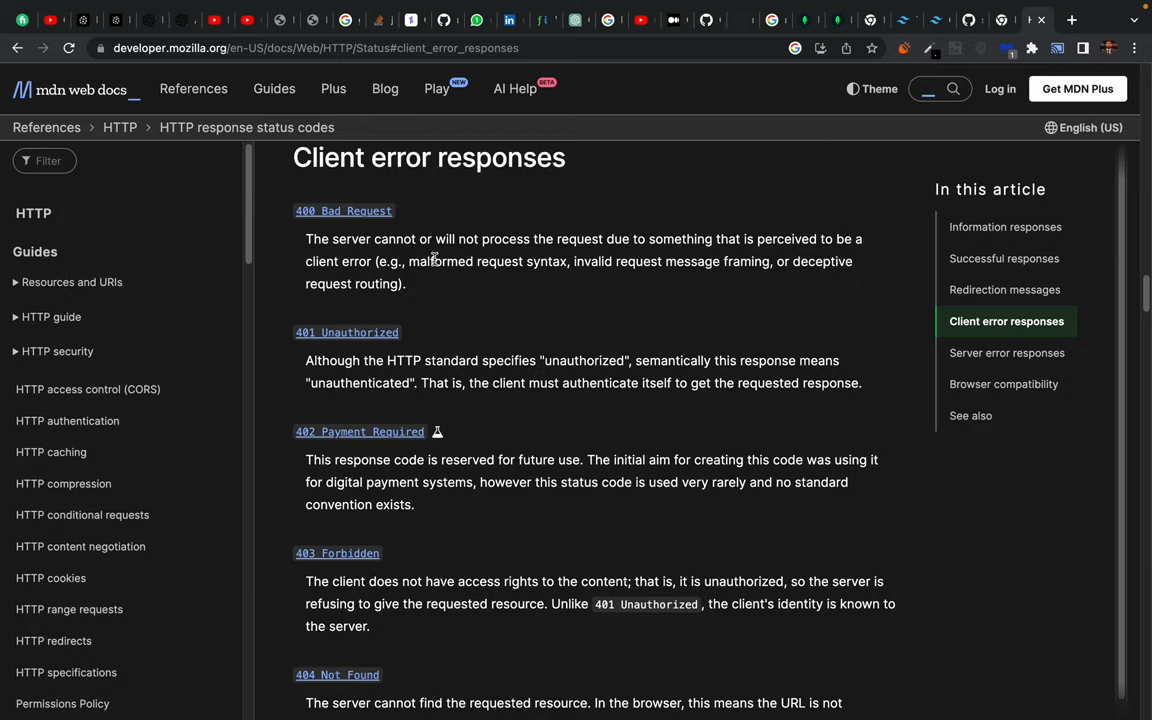 developer.mozilla.org/en-US/docs/Web/HTTP/Status#client_error_responses
1
mdn web docs_
References
Guides
Plus
Blog
Play NEW
AI Help BETA
Theme
Log in
Get MDN Plus
References > HTTP > HTTP response status codes
English (US)
Filter
HTTP
Guides
Resources and URIs
HTTP guide
HTTP security
HTTP access control (CORS)
HTTP authentication
HTTP caching
HTTP compression
HTTP conditional requests
HTTP content negotiation
HTTP cookies
HTTP range requests
HTTP redirects
HTTP specifications
Permissions Policy
Client error responses
400 Bad Request
The server cannot or will not process the request due to something that is perceived to be a
client error (e.g., malformed request syntax, invalid request message framing, or deceptive
request routing).
401 Unauthorized
Although the HTTP standard specifies "unauthorized", semantically this response means
"unauthenticated". That is, the client must authenticate itself to get the requested response.
402 Payment Required
This response code is reserved for future use. The initial aim for creating this code was using it
for digital payment systems, however this status code is used very rarely and no standard
convention exists.
403 Forbidden
The client does not have access rights to the content; that is, it is unauthorized, so the server is
refusing to give the requested resource. Unlike 401 Unauthorized, the client's identity is known to
the server.
404 Not Found
The server cannot find the requested resource. In the browser, this means the URL is not
In this article
Information responses
Successful responses
Redirection messages
Client error responses
Server error responses
Browser compatibility
See also